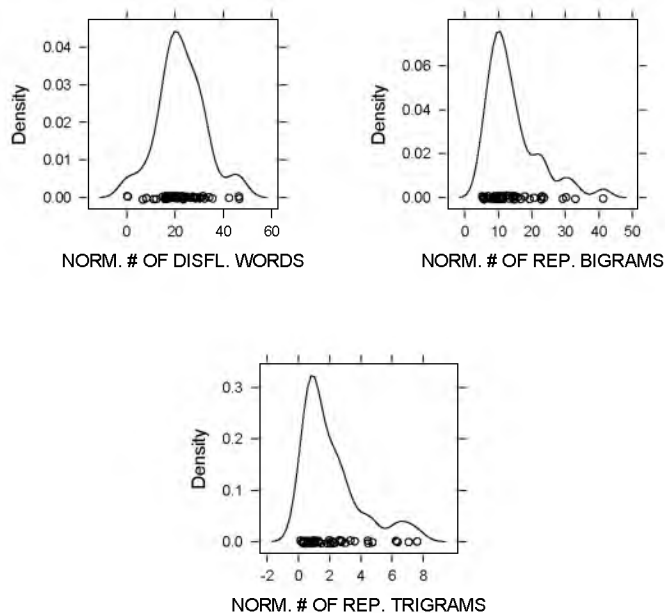 0.04
0.03
0.02
0.01
0.00
Density
0 20 40 60
NORM. # OF DISFL. WORDS
0.06
0.04
0.02
0.00
Density
0 10 20 30 40 50
NORM. # OF REP. BIGRAMS
0.3
0.2
0.1
0.0
Density
-2 0 2 4 6 8
NORM. # OF REP. TRIGRAMS